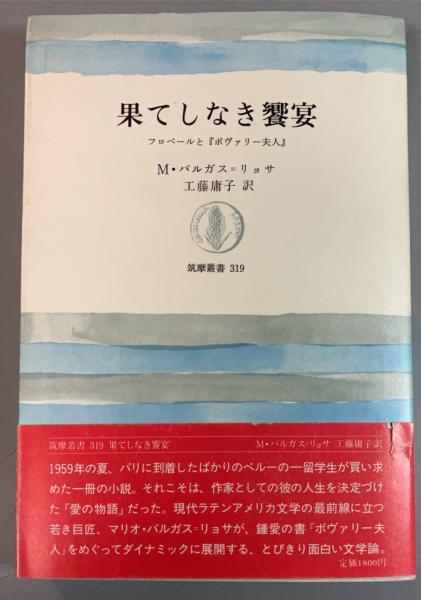 果てしなき饗宴
フロベールと『ボヴァリー夫人』
M・バルガス=リョサ
工藤庸子 訳
筑摩叢書 319
筑摩叢書 319 果てしなき饗宴
M・バルガス=リョサ 工藤庸子訳
1959年の夏、パリに到着したばかりのペルーの一留学生が買い求
めた一冊の小説。それこそは、作家としての彼の人生を決定づけ
た「愛の物語」だった。現代ラテンアメリカ文学の最前線に立つ
若き巨匠、マリオ・バルガス=リョサが、鍾愛の書『ボヴァリー夫
人』をめぐってダイナミックに展開する、とびきり面白い文学論。
定価1800円